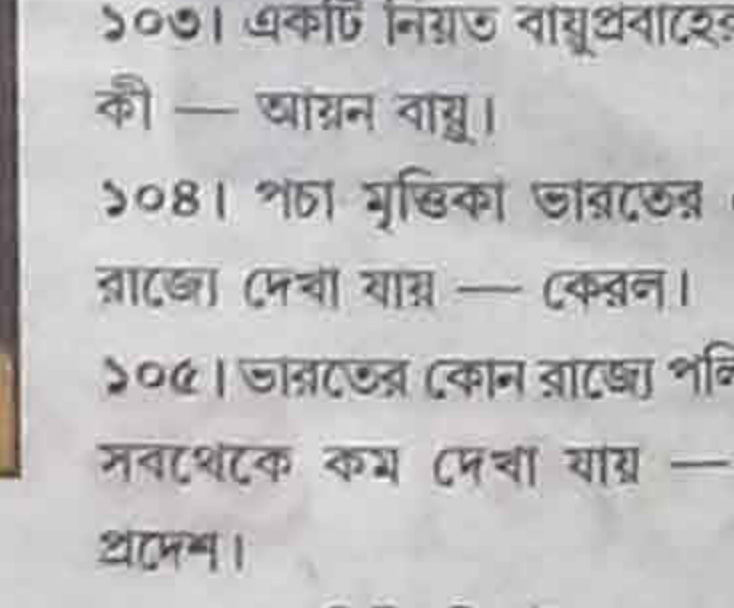 ১০৩। একটি নিয়ত বায়ুপ্রবাহের
কী — আয়ন বায়ু।
১০৪। পচা মৃত্তিকা ভারতের
রাজ্যে দেখা যায় — কেরল।
১০৫। ভারতের কোন রাজ্যে
সবথেকে কম দেখা যায় —
প্রদেশ।